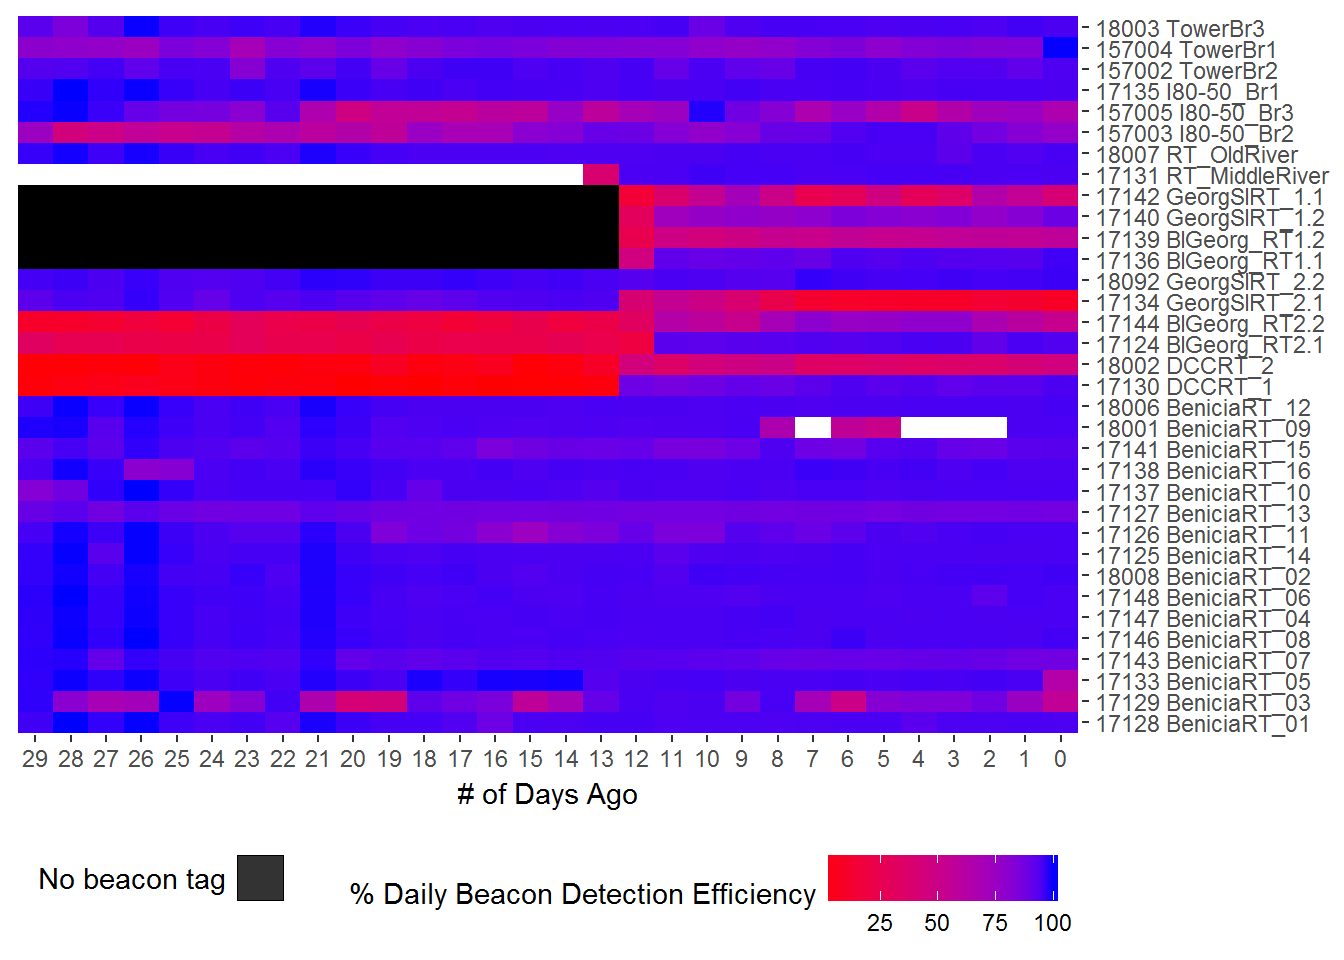 18003 TowerBr3
157004 TowerBr1
157002 TowerBr2
17135 I80-50_Br1
157005 I80-50_Br3
157003 I80-50_Br2
18007 RT_OldRiver
17131 RT_MiddleRiver
17142 GeorgSlRT_1.1
17140 GeorgSlRT_1.2
17139 BlGeorg_RT1.2
17136 BlGeorg_RT1.1
18092 GeorgSlRT_2.2
17134 GeorgSlRT_2.1
17144 BlGeorg_RT2.2
17124 BlGeorg_RT2.1
18002 DCCRT_2
17130 DCCRT_1
18006 BeniciaRT_12
18001 BeniciaRT_09
17141 BeniciaRT_15
17138 BeniciaRT_16
17137 BeniciaRT_10
17127 BeniciaRT_13
17126 BeniciaRT_11
17125 BeniciaRT_14
18008 BeniciaRT_02
17148 BeniciaRT_06
17147 BeniciaRT_04
17146 BeniciaRT_08
17143 BeniciaRT_07
17133 BeniciaRT_05
17129 BeniciaRT_03
17128 BeniciaRT_01
29 28 27 26 25 24 23 22 21 20 19 18 17 16 15 14 13 12 11 10 9 8 7 6 5 4 3 2 1 0
# of Days Ago
No beacon tag
% Daily Beacon Detection Efficiency
25 50 75 100